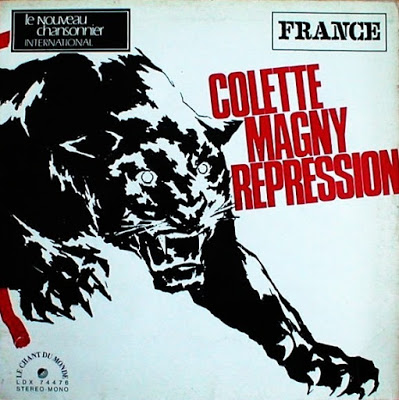 le nouveau
chansonnier
INTERNATIONAL
FRANCE
COLETTE
MAGNY
REPRESSION
LE CHANT DU MONDE
LDX 74476
STEREO-MONO